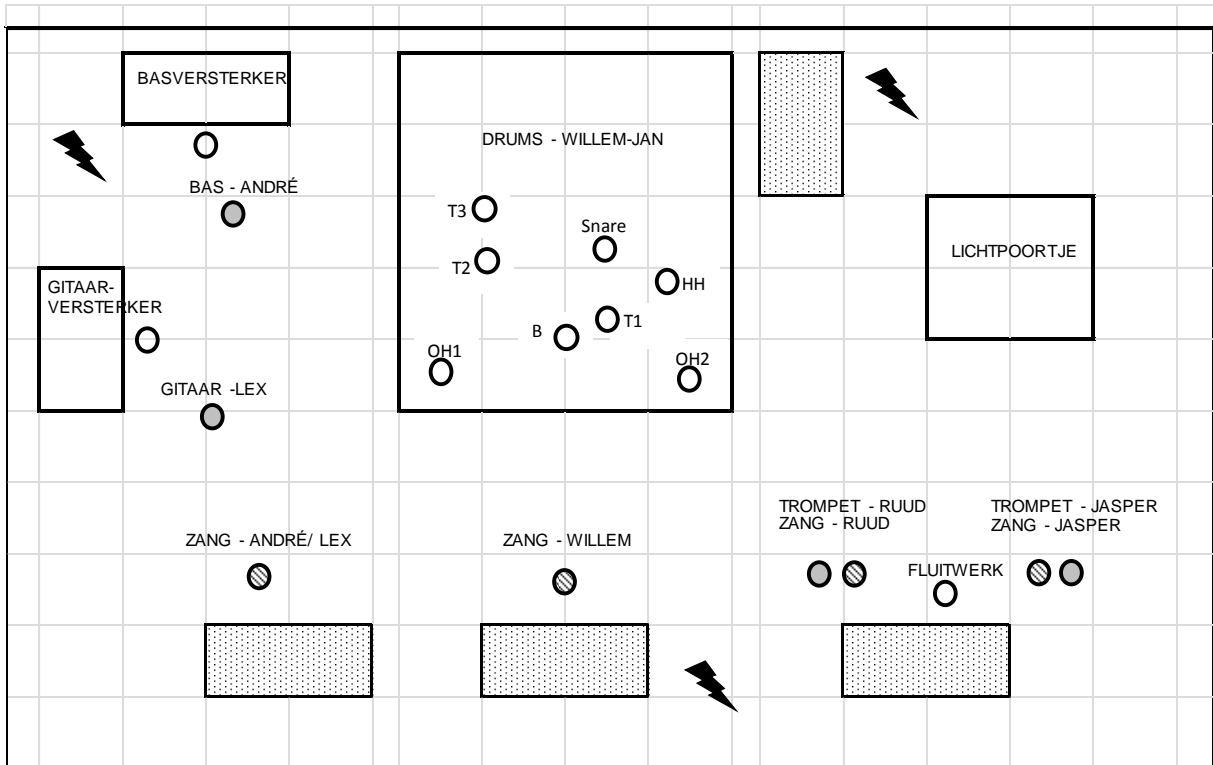 BASVERSTERKER
DRUMS - WILLEM-JAN
BAS - ANDRÉ
T3
Snare
T2
HH
LICHTPOORTJE
GITAAR-
VERSTERKER
B
T1
OH1
OH2
GITAAR -LEX
TROMPET - RUUD
ZANG - RUUD
TROMPET - JASPER
ZANG - JASPER
ZANG - ANDRÉ/ LEX
ZANG - WILLEM
FLUITWERK